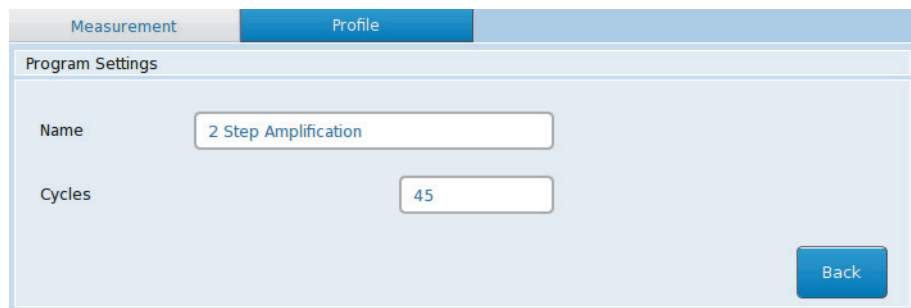 Measurement Profile
Program Settings
Name 2 Step Amplification
Cycles 45
Back